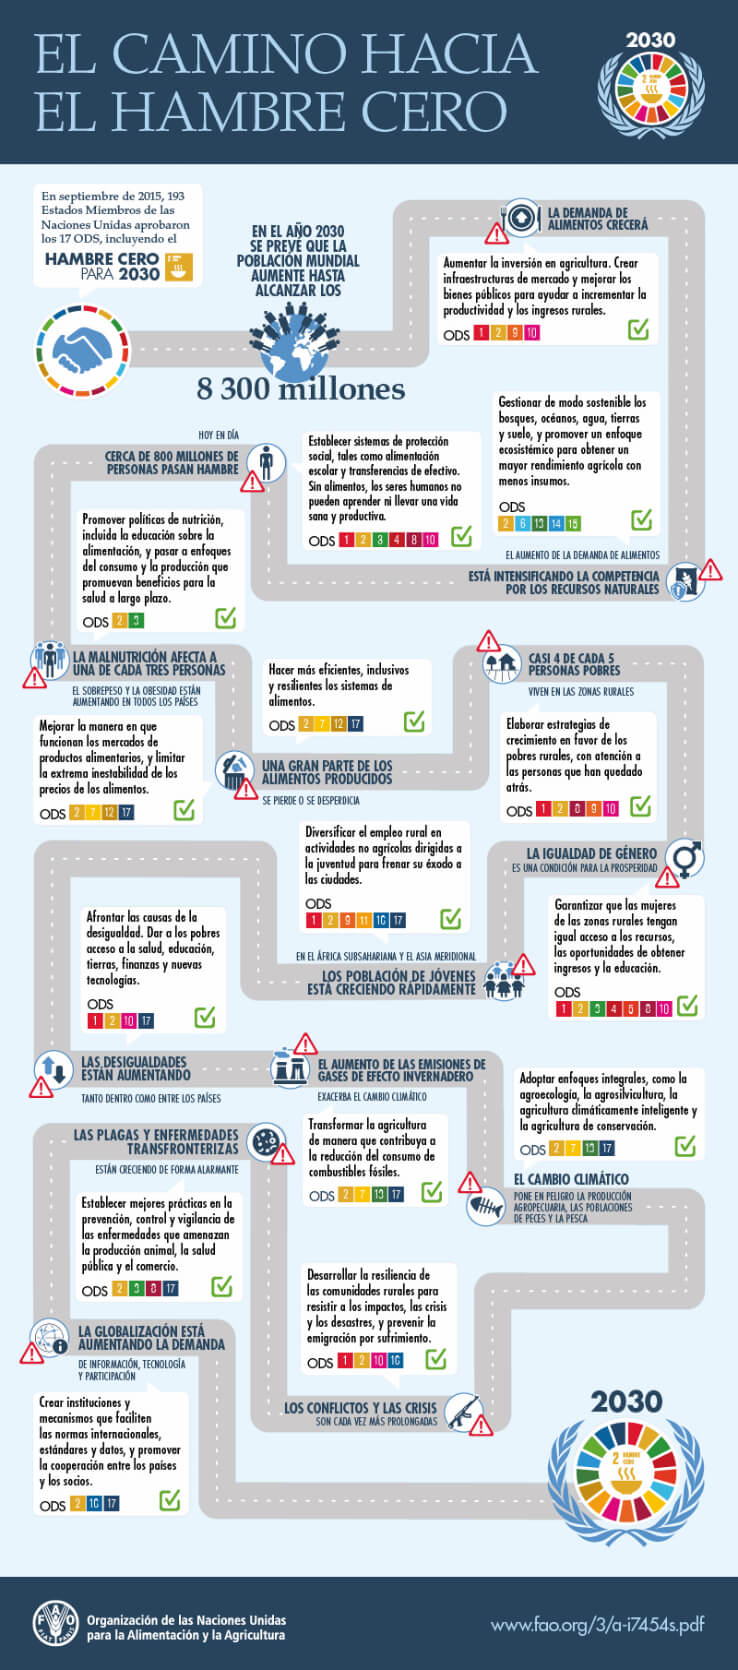 EL CAMINO HACIA
EL HAMBRE CERO
2030
En septiembre de 2015, 193
Estados Miembros de las
Naciones Unidas aprobaron
los 17 ODS, incluyendo el
HAMBRE CERO
PARA 2030
EN EL AÑO 2030
SE PREVÉ QUE LA
POBLACIÓN MUNDIAL
AUMENTE HASTA
ALCANZAR LOS
8 300 millones
LA DEMANDA DE
ALIMENTOS CRECERÁ
Aumentar la inversión en agricultura. Crear
infraestructuras de mercado y mejorar los
bienes públicos para ayudar a incrementar la
productividad y los ingresos rurales.
ODS 1 2 9 10
Gestionar de modo sostenible los
bosques, océanos, agua, tierras
y suelo, y promover un enfoque
ecosistémico para obtener un
mayor rendimiento agrícola con
menos insumos.
ODS
2 6 13 14 15
EL AUMENTO DE LA DEMANDA DE ALIMENTOS
ESTÁ INTENSIFICANDO LA COMPETENCIA
POR LOS RECURSOS NATURALES
Establecer sistemas de protección
social, tales como alimentación
escolar y transferencias de efectivo.
Sin alimentos, los seres humanos no
pueden aprender ni llevar una vida
sana y productiva.
ODS 1 2 3 4 8 10
HOY EN DÍA
CERCA DE 800 MILLONES DE
PERSONAS PASAN HAMBRE
Promover políticas de nutrición,
incluida la educación sobre la
alimentación, y pasar a enfoques
del consumo y la producción que
promuevan beneficios para la
salud a largo plazo.
ODS 2 3
LA MALNUTRICIÓN AFECTA A
UNA DE CADA TRES PERSONAS
EL SOBREPESO Y LA OBESIDAD ESTÁN
AUMENTANDO EN TODOS LOS PAÍSES
Mejorar la manera en que
funcionan los mercados de
productos alimentarios, y limitar
la extrema inestabilidad de los
precios de los alimentos.
ODS 2 7 12 17
Hacer más eficientes, inclusivos
y resilientes los sistemas de
alimentos.
ODS 2 7 12 17
UNA GRAN PARTE DE LOS
ALIMENTOS PRODUCIDOS
SE PIERDE O SE DESPERDICIA
CASI 4 DE CADA 5
PERSONAS POBRES
VIVEN EN LAS ZONAS RURALES
Elaborar estrategias de
crecimiento en favor de los
pobres rurales, con atención a
las personas que han quedado
atrás.
ODS 1 2 8 9 10
LA IGUALDAD DE GÉNERO
ES UNA CONDICIÓN PARA LA PROSPERIDAD
Garantizar que las mujeres
de las zonas rurales tengan
igual acceso a los recursos,
las oportunidades de obtener
ingresos y la educación.
ODS
1 2 3 4 5 8 10
Diversificar el empleo rural en
actividades no agrícolas dirigidas a
la juventud para frenar su éxodo a
las ciudades.
ODS
1 2 9 11 16 17
EN EL ÁFRICA SUBSAHARIANA Y EL ASIA MERIDIONAL
LOS POBLACIÓN DE JÓVENES
ESTÁ CRECIENDO RÁPIDAMENTE
Afrontar las causas de la
desigualdad. Dar a los pobres
acceso a la salud, educación,
tierras, finanzas y nuevas
tecnologías.
ODS
1 2 10 17
LAS DESIGUALDADES
ESTÁN AUMENTANDO
TANTO DENTRO COMO ENTRE LOS PAÍSES
EL AUMENTO DE LAS EMISIONES DE
GASES DE EFECTO INVERNADERO
EXACERBA EL CAMBIO CLIMÁTICO
Transformar la agricultura
de manera que contribuya a
la reducción del consumo de
combustibles fósiles.
ODS 2 7 13 17
Adoptar enfoques integrales, como la
agroecología, la agrosilvicultura, la
agricultura climáticamente inteligente y
la agricultura de conservación.
ODS 2 7 13 17
EL CAMBIO CLIMÁTICO
PONE EN PELIGRO LA PRODUCCIÓN
AGROPECUARIA, LAS POBLACIONES
DE PECES Y LA PESCA
Desarrollar la resiliencia de
las comunidades rurales para
resistir a los impactos, las crisis
y los desastres, y prevenir la
emigración por sufrimiento.
ODS 1 2 10 16
LOS CONFLICTOS Y LAS CRISIS
SON CADA VEZ MÁS PROLONGADAS
LAS PLAGAS Y ENFERMEDADES
TRANSFRONTERIZAS
ESTÁN CRECIENDO DE FORMA ALARMANTE
Establecer mejores prácticas en la
prevención, control y vigilancia de
las enfermedades que amenazan
la producción animal, la salud
pública y el comercio.
ODS 2 3 8 17
LA GLOBALIZACIÓN ESTÁ
AUMENTANDO LA DEMANDA
DE INFORMACIÓN, TECNOLOGÍA
Y PARTICIPACIÓN
Crear instituciones y
mecanismos que faciliten
las normas internacionales,
estándares y datos, y promover
la cooperación entre los países
y los socios.
ODS 2 16 17
2030
2 HAMBRE
CERO
FAO
FIAT PANIS
Organización de las Naciones Unidas
para la Alimentación y la Agricultura
www.fao.org/3/a-i7454s.pdf